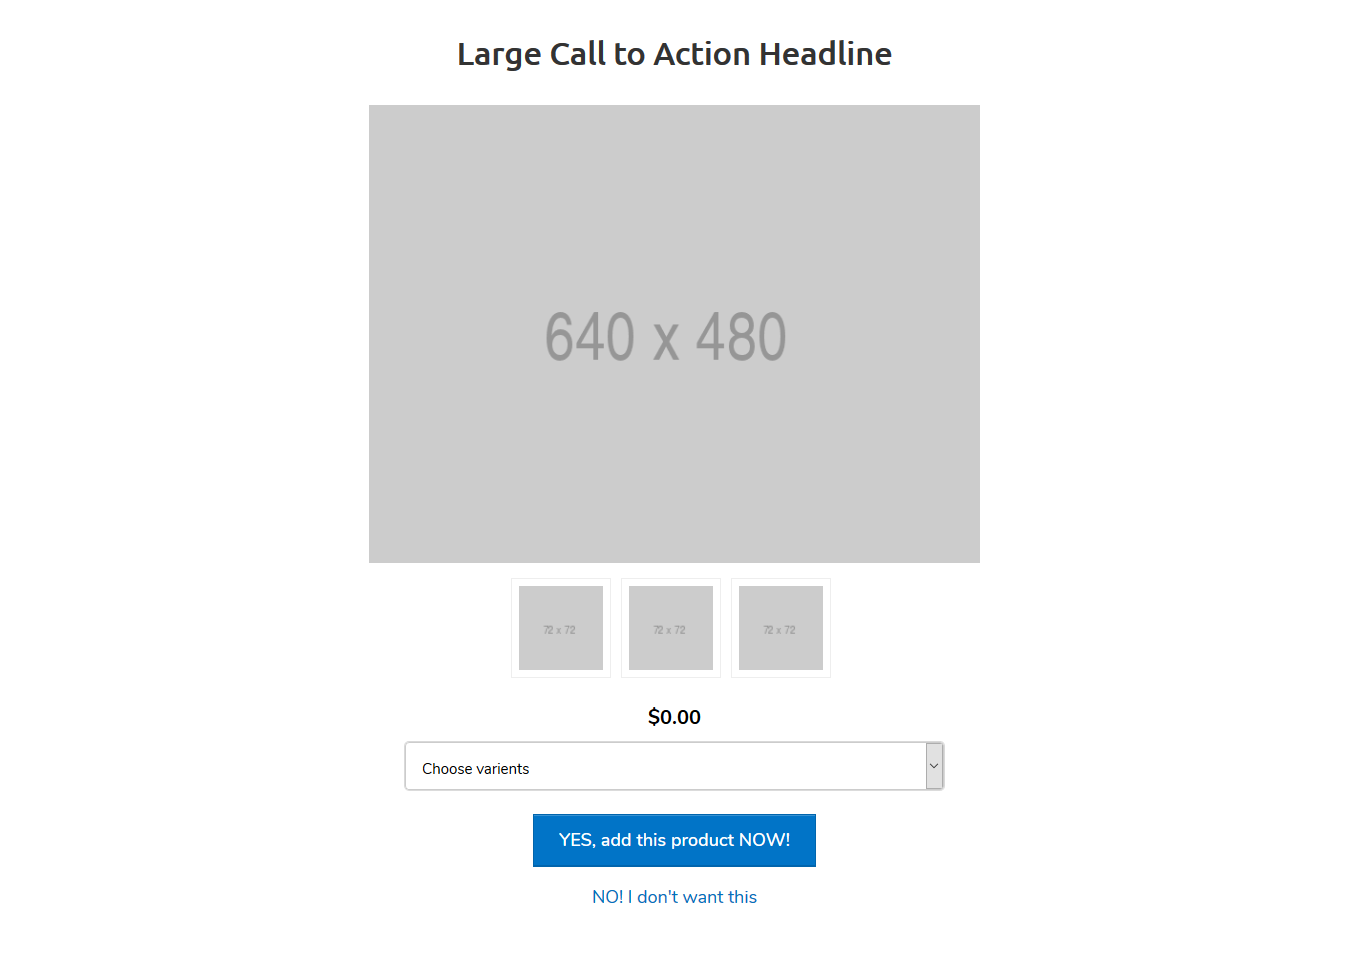 Large Call to Action Headline
640 x 480
72 x 72
72 x 72
72 x 72
$0.00
Choose varients
YES, add this product NOW!
NO! I don't want this